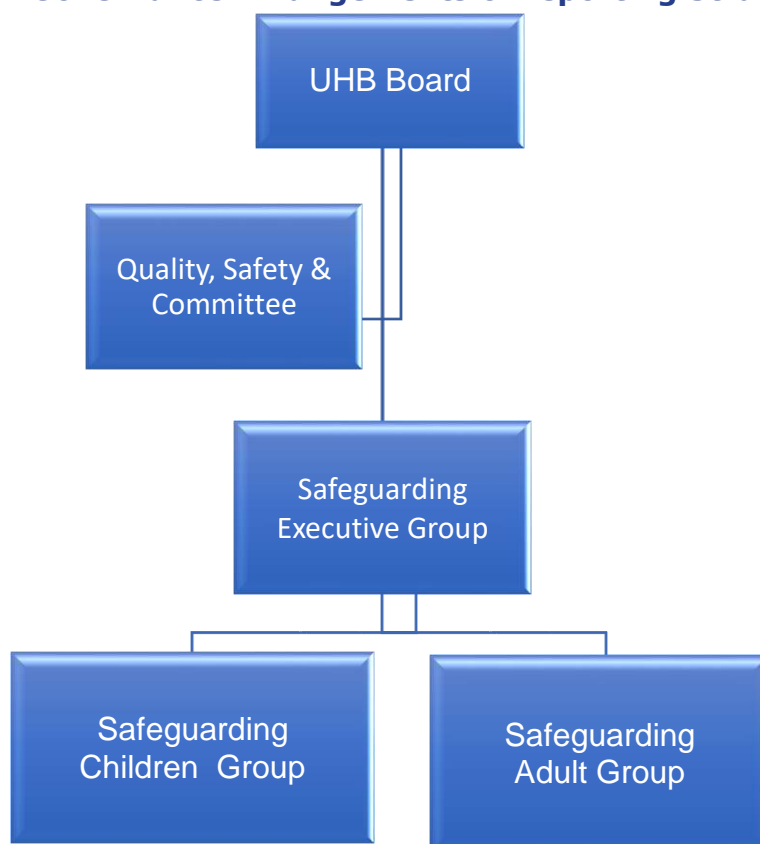 UHB Board
Quality, Safety &
Committee
Safeguarding
Executive Group
Safeguarding
Children Group
Safeguarding
Adult Group